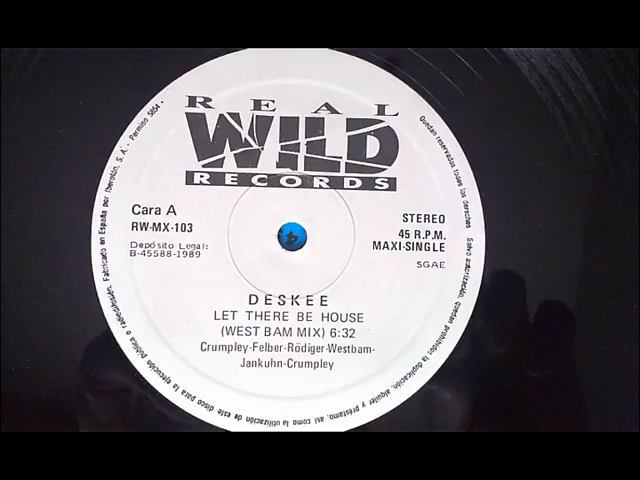 REAL
WILD
RECORDS
Cara A
RW-MX-103
Depósito Legal:
B-45588-1989
STEREO
45 R.P.M.
MAXI-SINGLE
SGAE
DESKEE
LET THERE BE HOUSE
(WEST BAM MIX) 6:32
Crumpley-Felber-Rödiger-Westbam-
Jankuhn-Crumpley
Fabricado en España por Iberofón, S. A. - Permiso 5854 -
Quedan reservados todos los derechos. Salvo autorización, quedan prohibidos la duplicación, alquiler y préstamo, así como la utilización de este disco para la ejecución pública o radiodifusión.